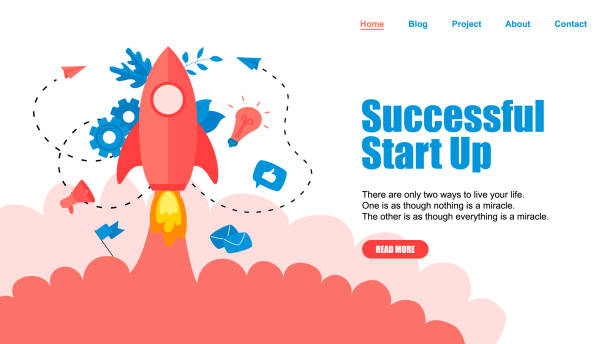 Home Blog Project About Contact
Successful
Start Up
There are only two ways to live your life.
One is as though nothing is a miracle.
The other is as though everything is a miracle.
READ MORE